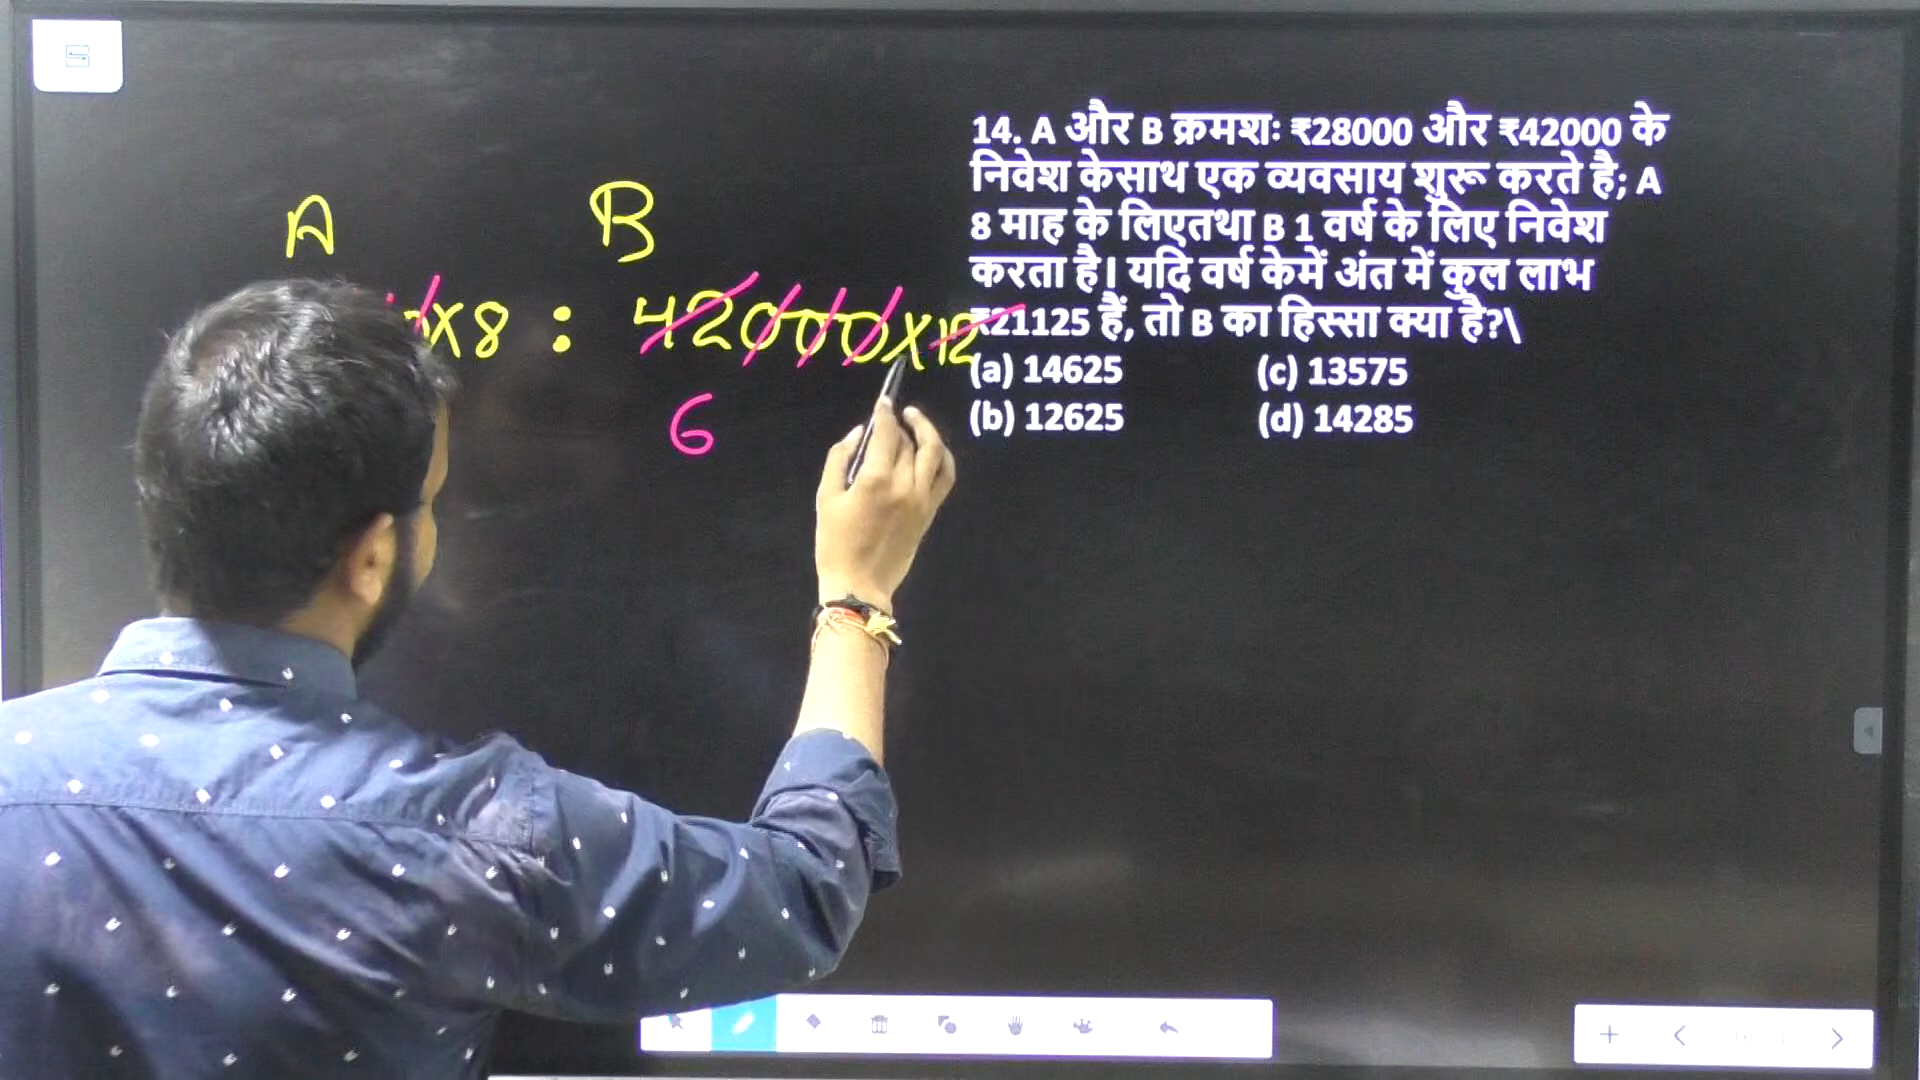 14. A और B क्रमशः ₹28000 और ₹42000 के
निवेश केसाथ एक व्यवसाय शुरू करते है; A
8 माह के लिएतथा B 1 वर्ष के लिए निवेश
करता है। यदि वर्ष केमें अंत में कुल लाभ
₹21125 हैं, तो B का हिस्सा क्या है?\
(a) 14625 (c) 13575
(b) 12625 (d) 14285
A B
0x8 : 42000x12
6